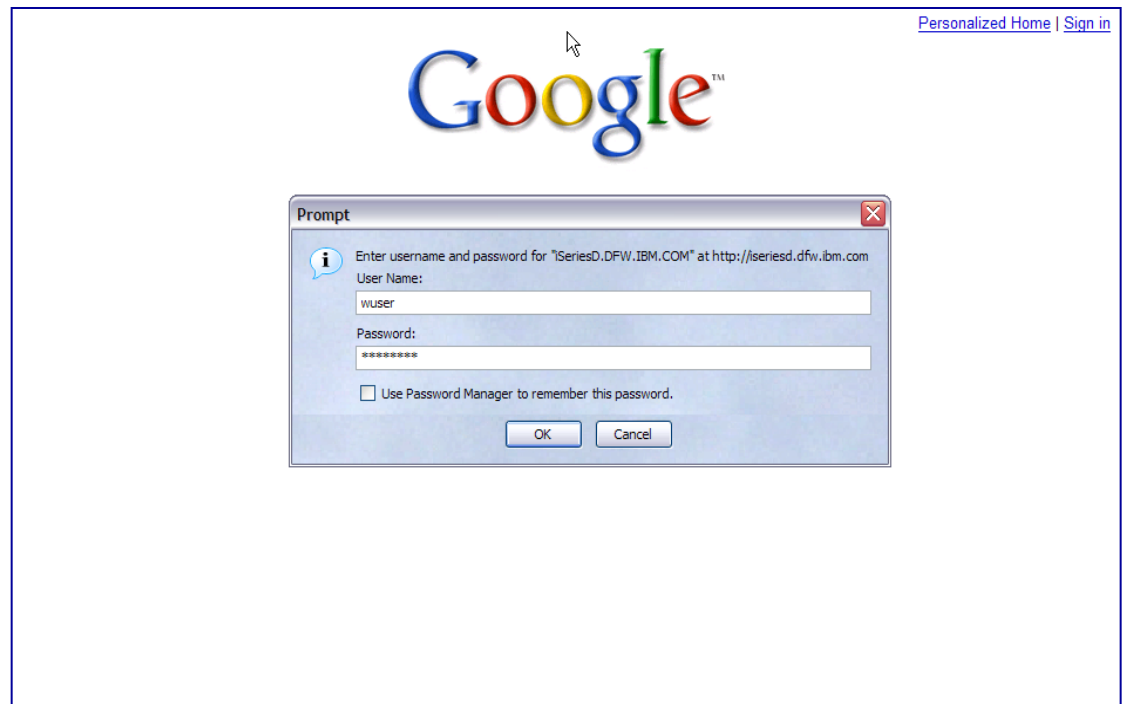 Personalized Home | Sign in
Google™
Prompt
Enter username and password for "iSeriesD.DFW.IBM.COM" at http://iseriesd.dfw.ibm.com
User Name:
wuser
Password:
********
Use Password Manager to remember this password.
OK Cancel